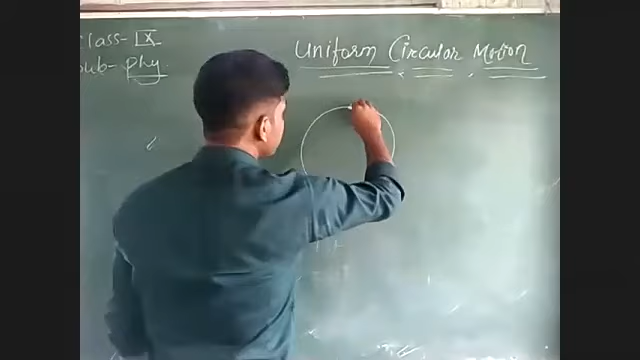 Class- IX
Sub- phy.
Uniform Circular Motion